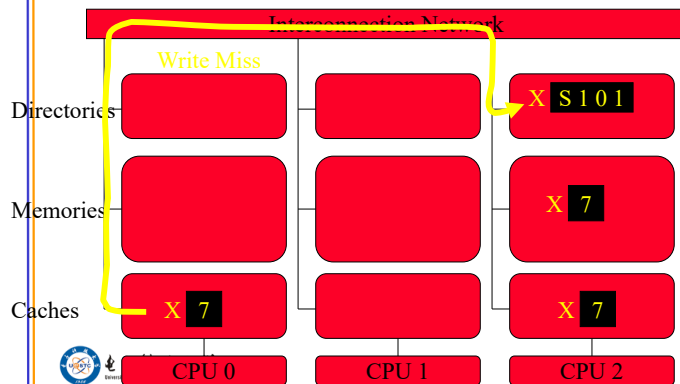 Interconnection Network
Write Miss
Directories
X S 1 0 1
Memories
X 7
Caches
X 7
X 7
CPU 0
CPU 1
CPU 2